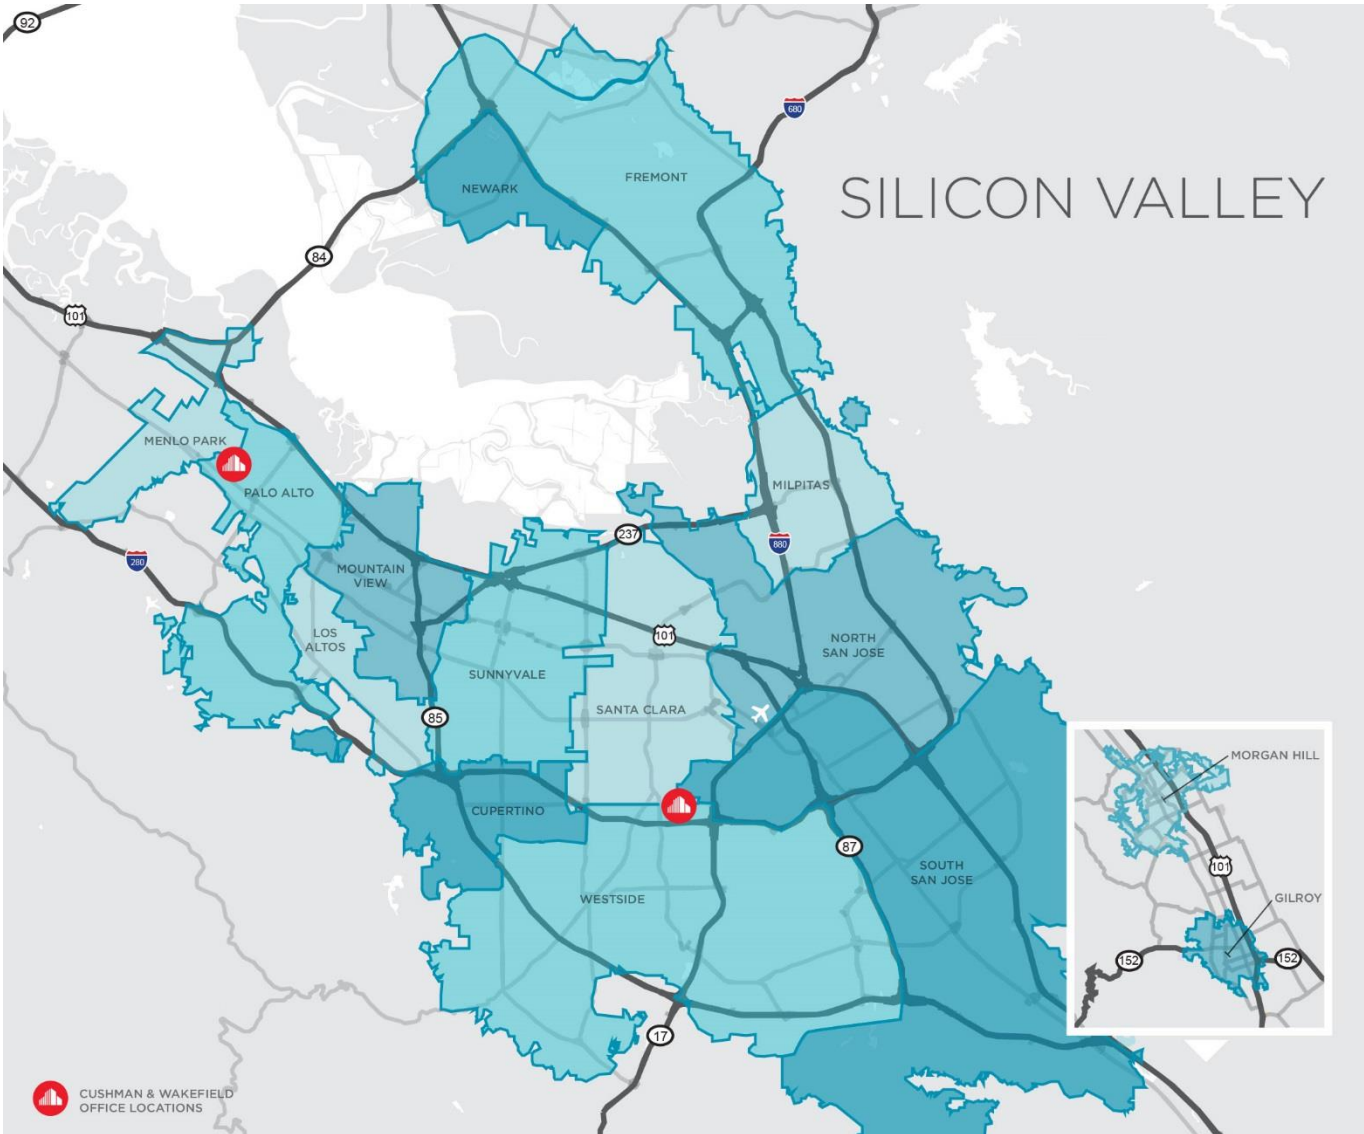 92
680
SILICON VALLEY
FREMONT
NEWARK
84
101
MENLO PARK
PALO ALTO
MILPITAS
237
880
280
MOUNTAIN
VIEW
LOS
ALTOS
101
NORTH
SAN JOSE
SUNNYVALE
SANTA CLARA
85
CUPERTINO
87
SOUTH
SAN JOSE
WESTSIDE
17
MORGAN HILL
101
GILROY
152
152
CUSHMAN & WAKEFIELD
OFFICE LOCATIONS